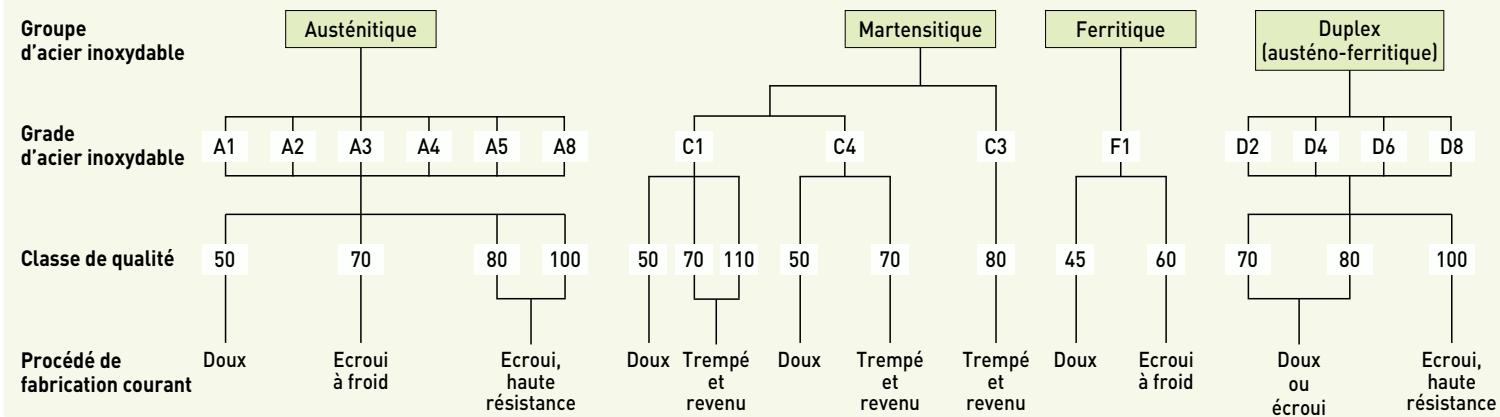 Groupe
d'acier inoxydable
Austénitique
Martensitique
Ferritique
Duplex
(austéno-ferritique)
Grade
d'acier inoxydable
A1 A2 A3 A4 A5 A8 C1 C4 C3 F1 D2 D4 D6 D8
Classe de qualité
50 70 80 100 50 70 110 50 70 80 45 60 70 80 100
Procédé de
fabrication courant
Doux
Ecroui
à froid
Ecroui,
haute
résistance
Doux
Trempé
et
revenu
Doux
Trempé
et
revenu
Trempé
et
revenu
Doux
Ecroui
à froid
Doux
ou
écroui
Ecroui,
haute
résistance